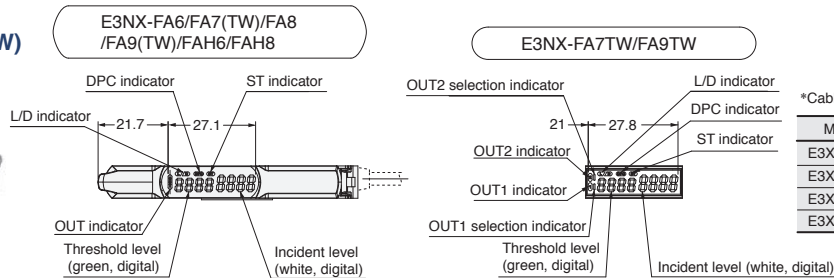 W)
E3NX-FA6/FA7(TW)/FA8
/FA9(TW)/FAH6/FAH8
DPC indicator
ST indicator
L/D indicator
21.7
27.1
OUT indicator
Threshold level
(green, digital)
Incident level
(white, digital)
E3NX-FA7TW/FA9TW
OUT2 selection indicator
L/D indicator
DPC indicator
ST indicator
21
27.8
OUT2 indicator
OUT1 indicator
OUT1 selection indicator
Threshold level
(green, digital)
Incident level (white, digital)
*Cab
M
E3X
E3X
E3X
E3X